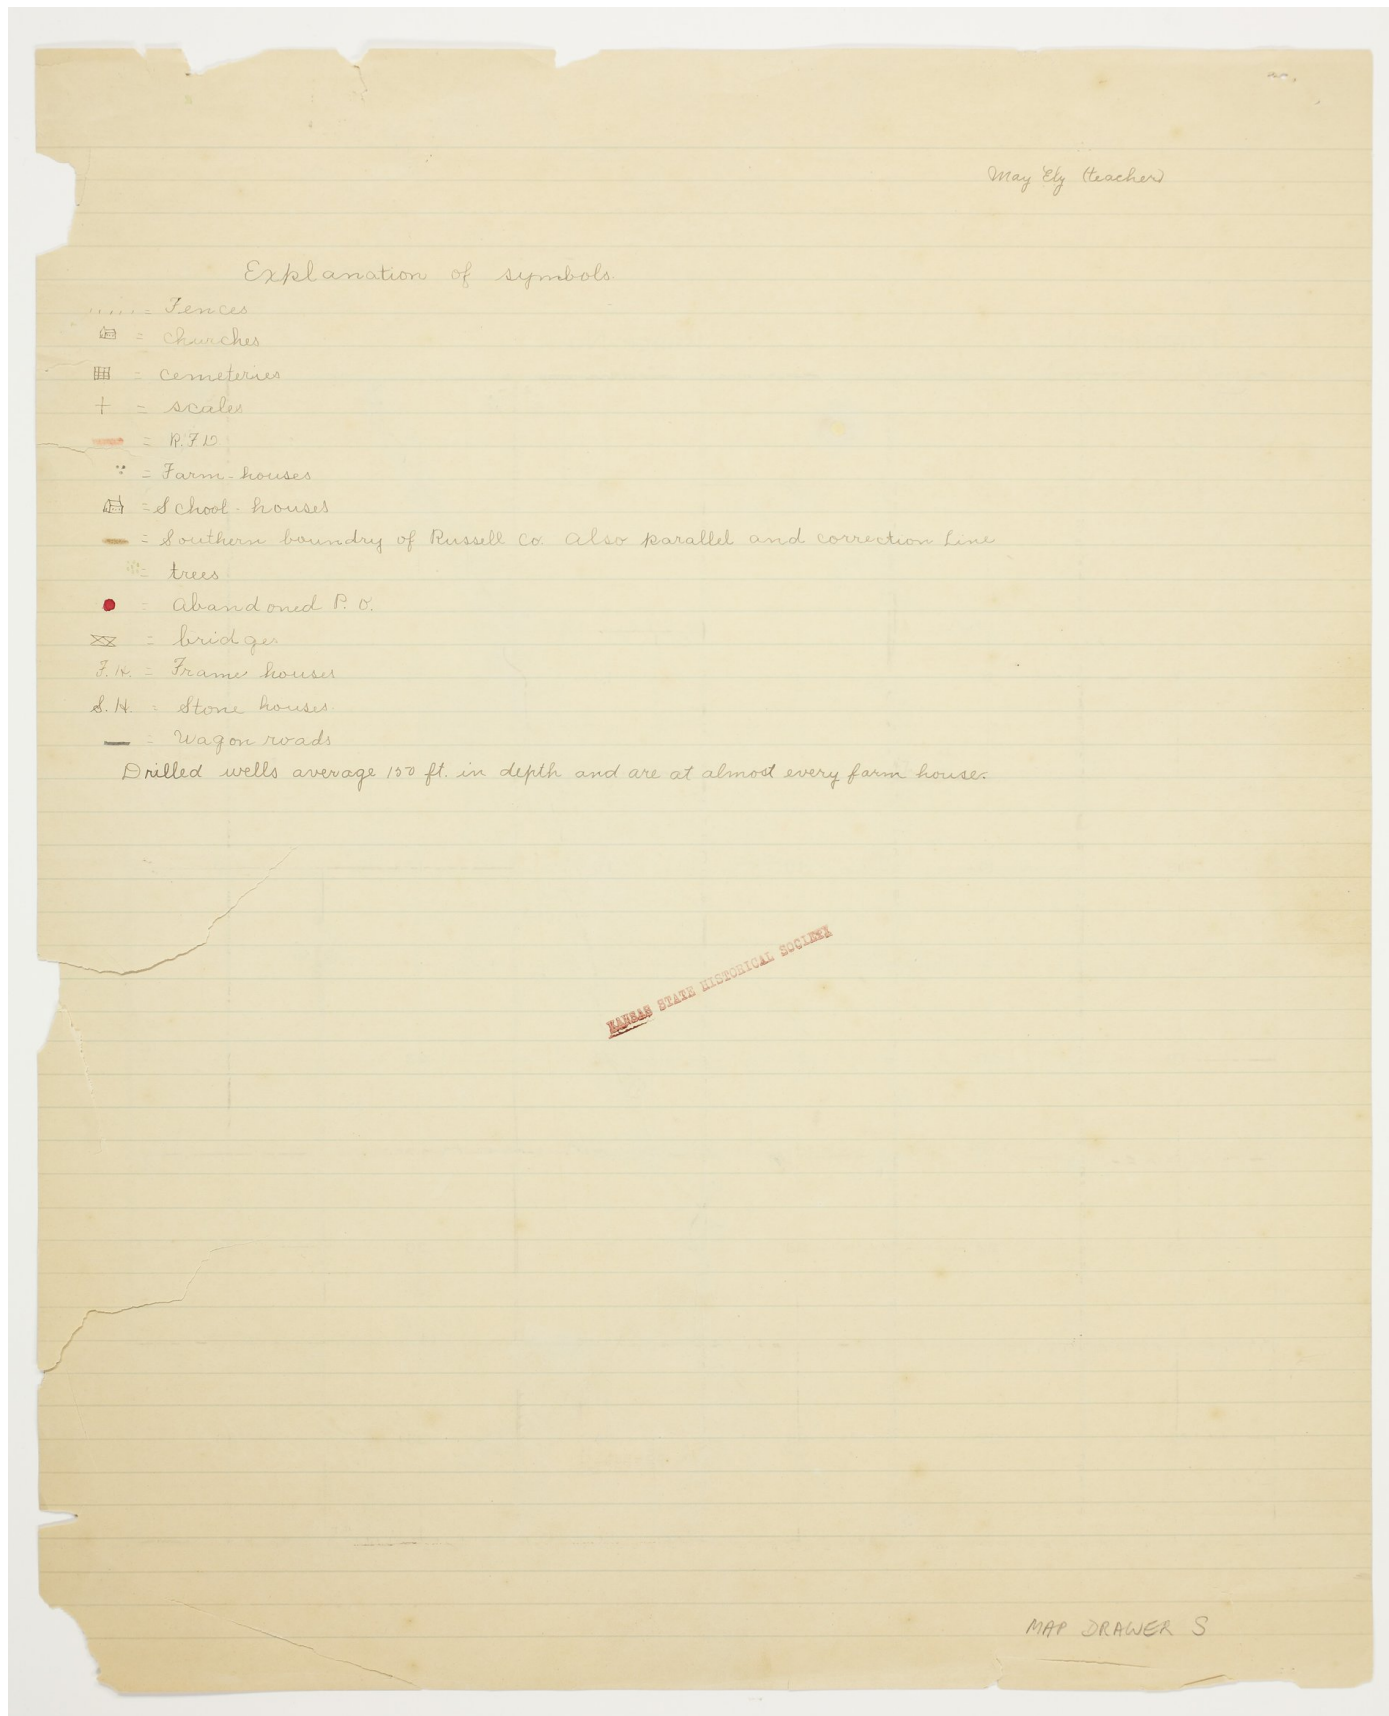 May Ely (teacher)
Explanation of symbols
= Fences
= churches
= cemeteries
= scales
= R.F.D
= Farm-houses
= School-houses
= Southern boundry of Russell Co. Also parallel and correction line
= trees
= Abandoned P.O.
= bridges
F.H. = Frame houses
S.H. = Stone houses
= Wagon roads
Drilled wells average 150 ft. in depth and are at almost every farm house.
KANSAS STATE HISTORICAL SOCIETY
MAP DRAWER S